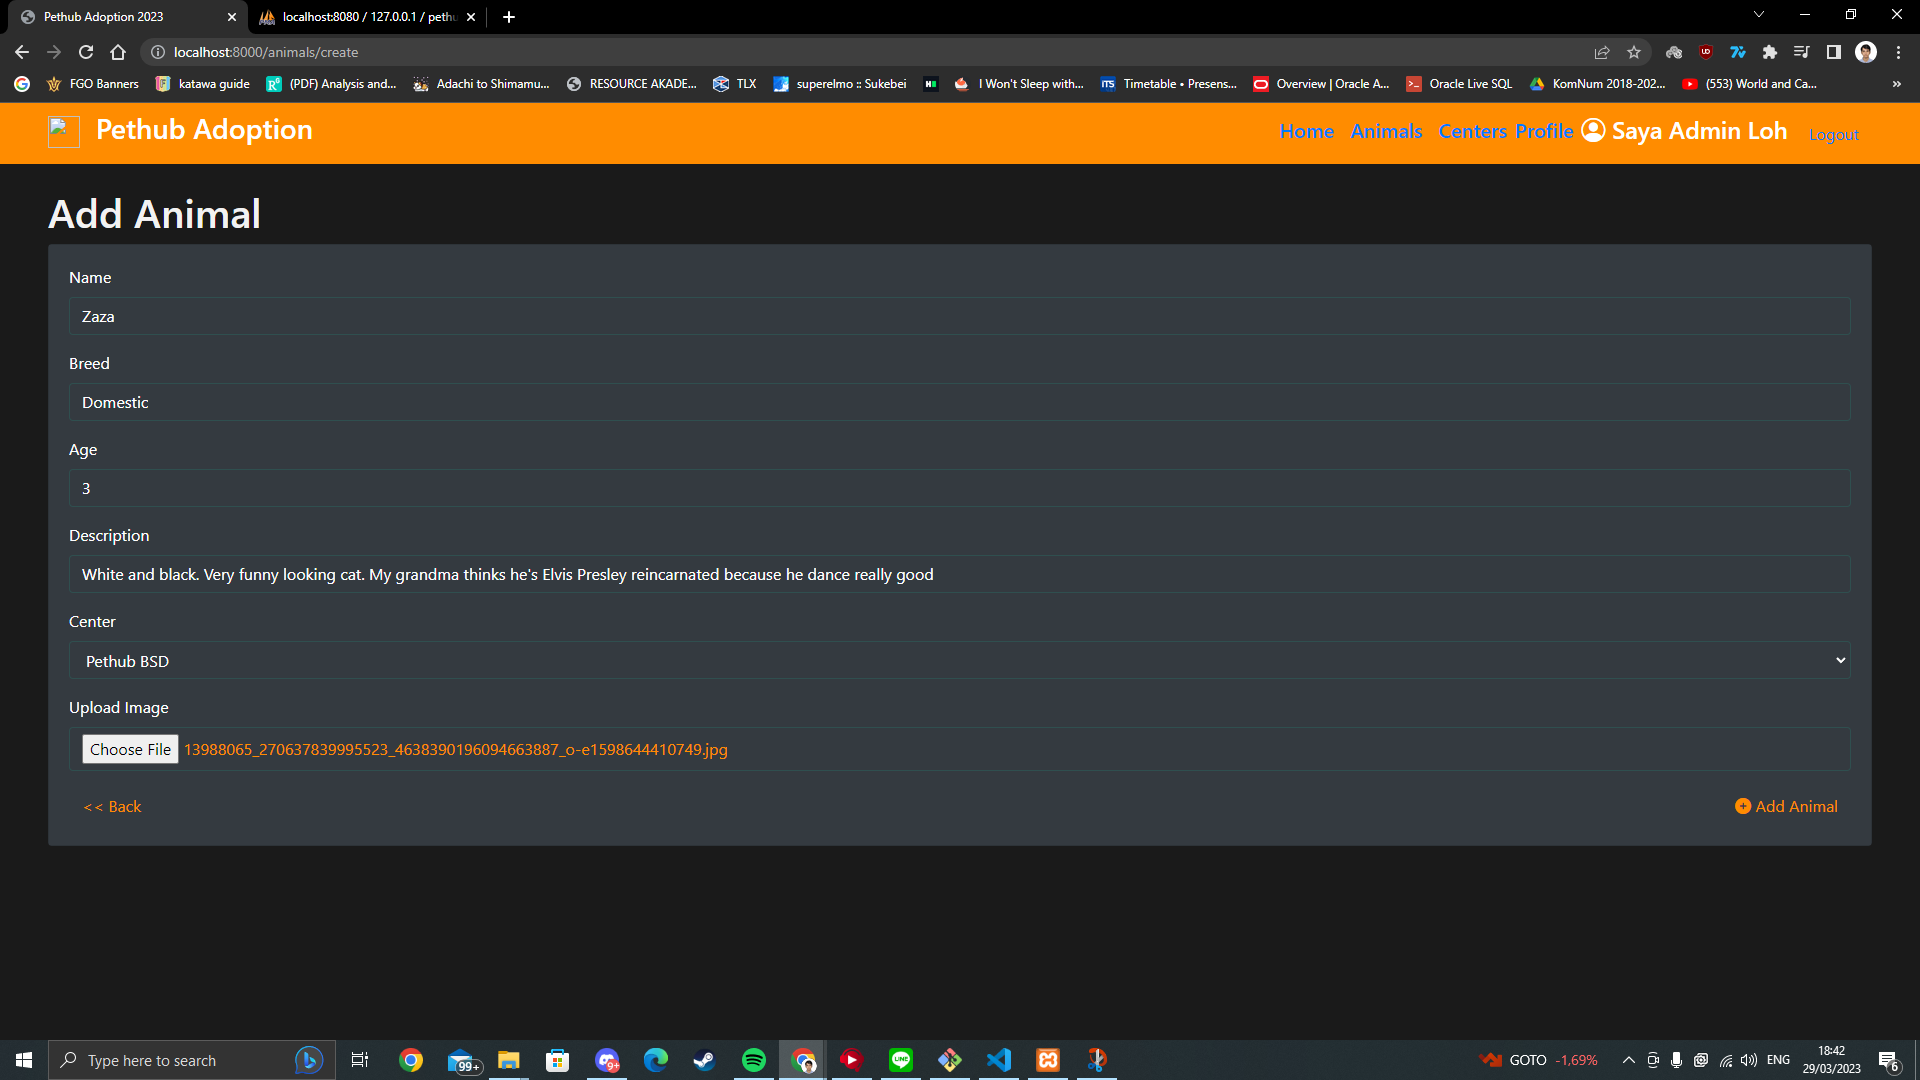 Pethub Adoption 2023
localhost:8080 / 127.0.0.1 / pethu
localhost:8000/animals/create
FGO Banners
katawa guide
(PDF) Analysis and...
Adachi to Shimamu...
RESOURCE AKADE...
TLX
superelmo :: Sukebei
I Won't Sleep with...
Timetable • Presens...
Overview | Oracle A...
Oracle Live SQL
KomNum 2018-202...
(553) World and Ca...
»
Pethub Adoption
Home
Animals
Centers
Profile
Saya Admin Loh
Logout
Add Animal
Name
Zaza
Breed
Domestic
Age
3
Description
White and black. Very funny looking cat. My grandma thinks he's Elvis Presley reincarnated because he dance really good
Center
Pethub BSD
Upload Image
Choose File 13988065_270637839995523_4638390196094663887_o-e1598644410749.jpg
<< Back
Add Animal
Type here to search
99+
9+
GOTO -1,69%
ENG
18:42
29/03/2023
6